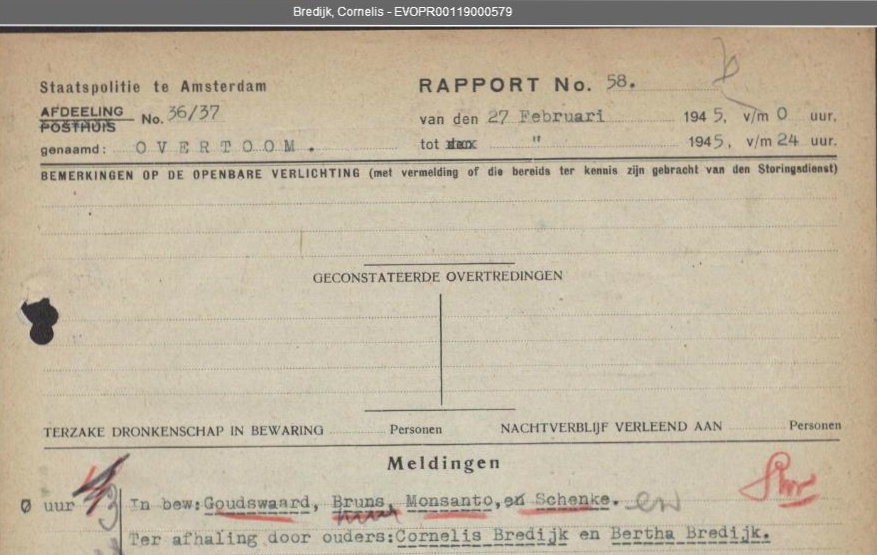 Bredijk, Cornelis - EVOPR00119000579
Staatspolitie te Amsterdam
RAPPORT No. 58.
AFDEELING
POSTHUIS
No. 36/37
van den 27 Februari 1945, v/m 0 uur.
genaamd: OVERTOOM.
tot den " 1945, v/m 24 uur.
BEMERKINGEN OP DE OPENBARE VERLICHTING (met vermelding of die bereids ter kennis zijn gebracht van den Storingsdienst)
GECONSTATEERDE OVERTREDINGEN
TERZAKE DRONKENSCHAP IN BEWARING Personen NACHTVERBLIJF VERLEEND AAN Personen
Meldingen
0 uur In bew: Goudswaard, Bruns, Monsanto, en Schenke. en
Ter afhaling door ouders: Cornelis Bredijk en Bertha Bredijk.